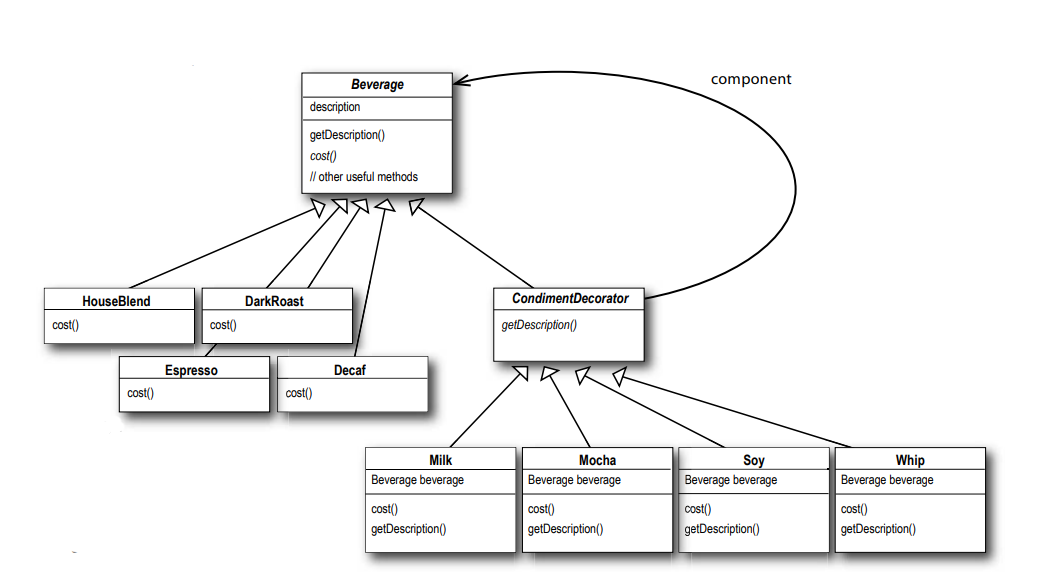 component
Beverage
description
getDescription()
cost()
// other useful methods
HouseBlend
cost()
DarkRoast
cost()
CondimentDecorator
getDescription()
Espresso
cost()
Decaf
cost()
Milk
Beverage beverage
cost()
getDescription()
Mocha
Beverage beverage
cost()
getDescription()
Soy
Beverage beverage
cost()
getDescription()
Whip
Beverage beverage
cost()
getDescription()